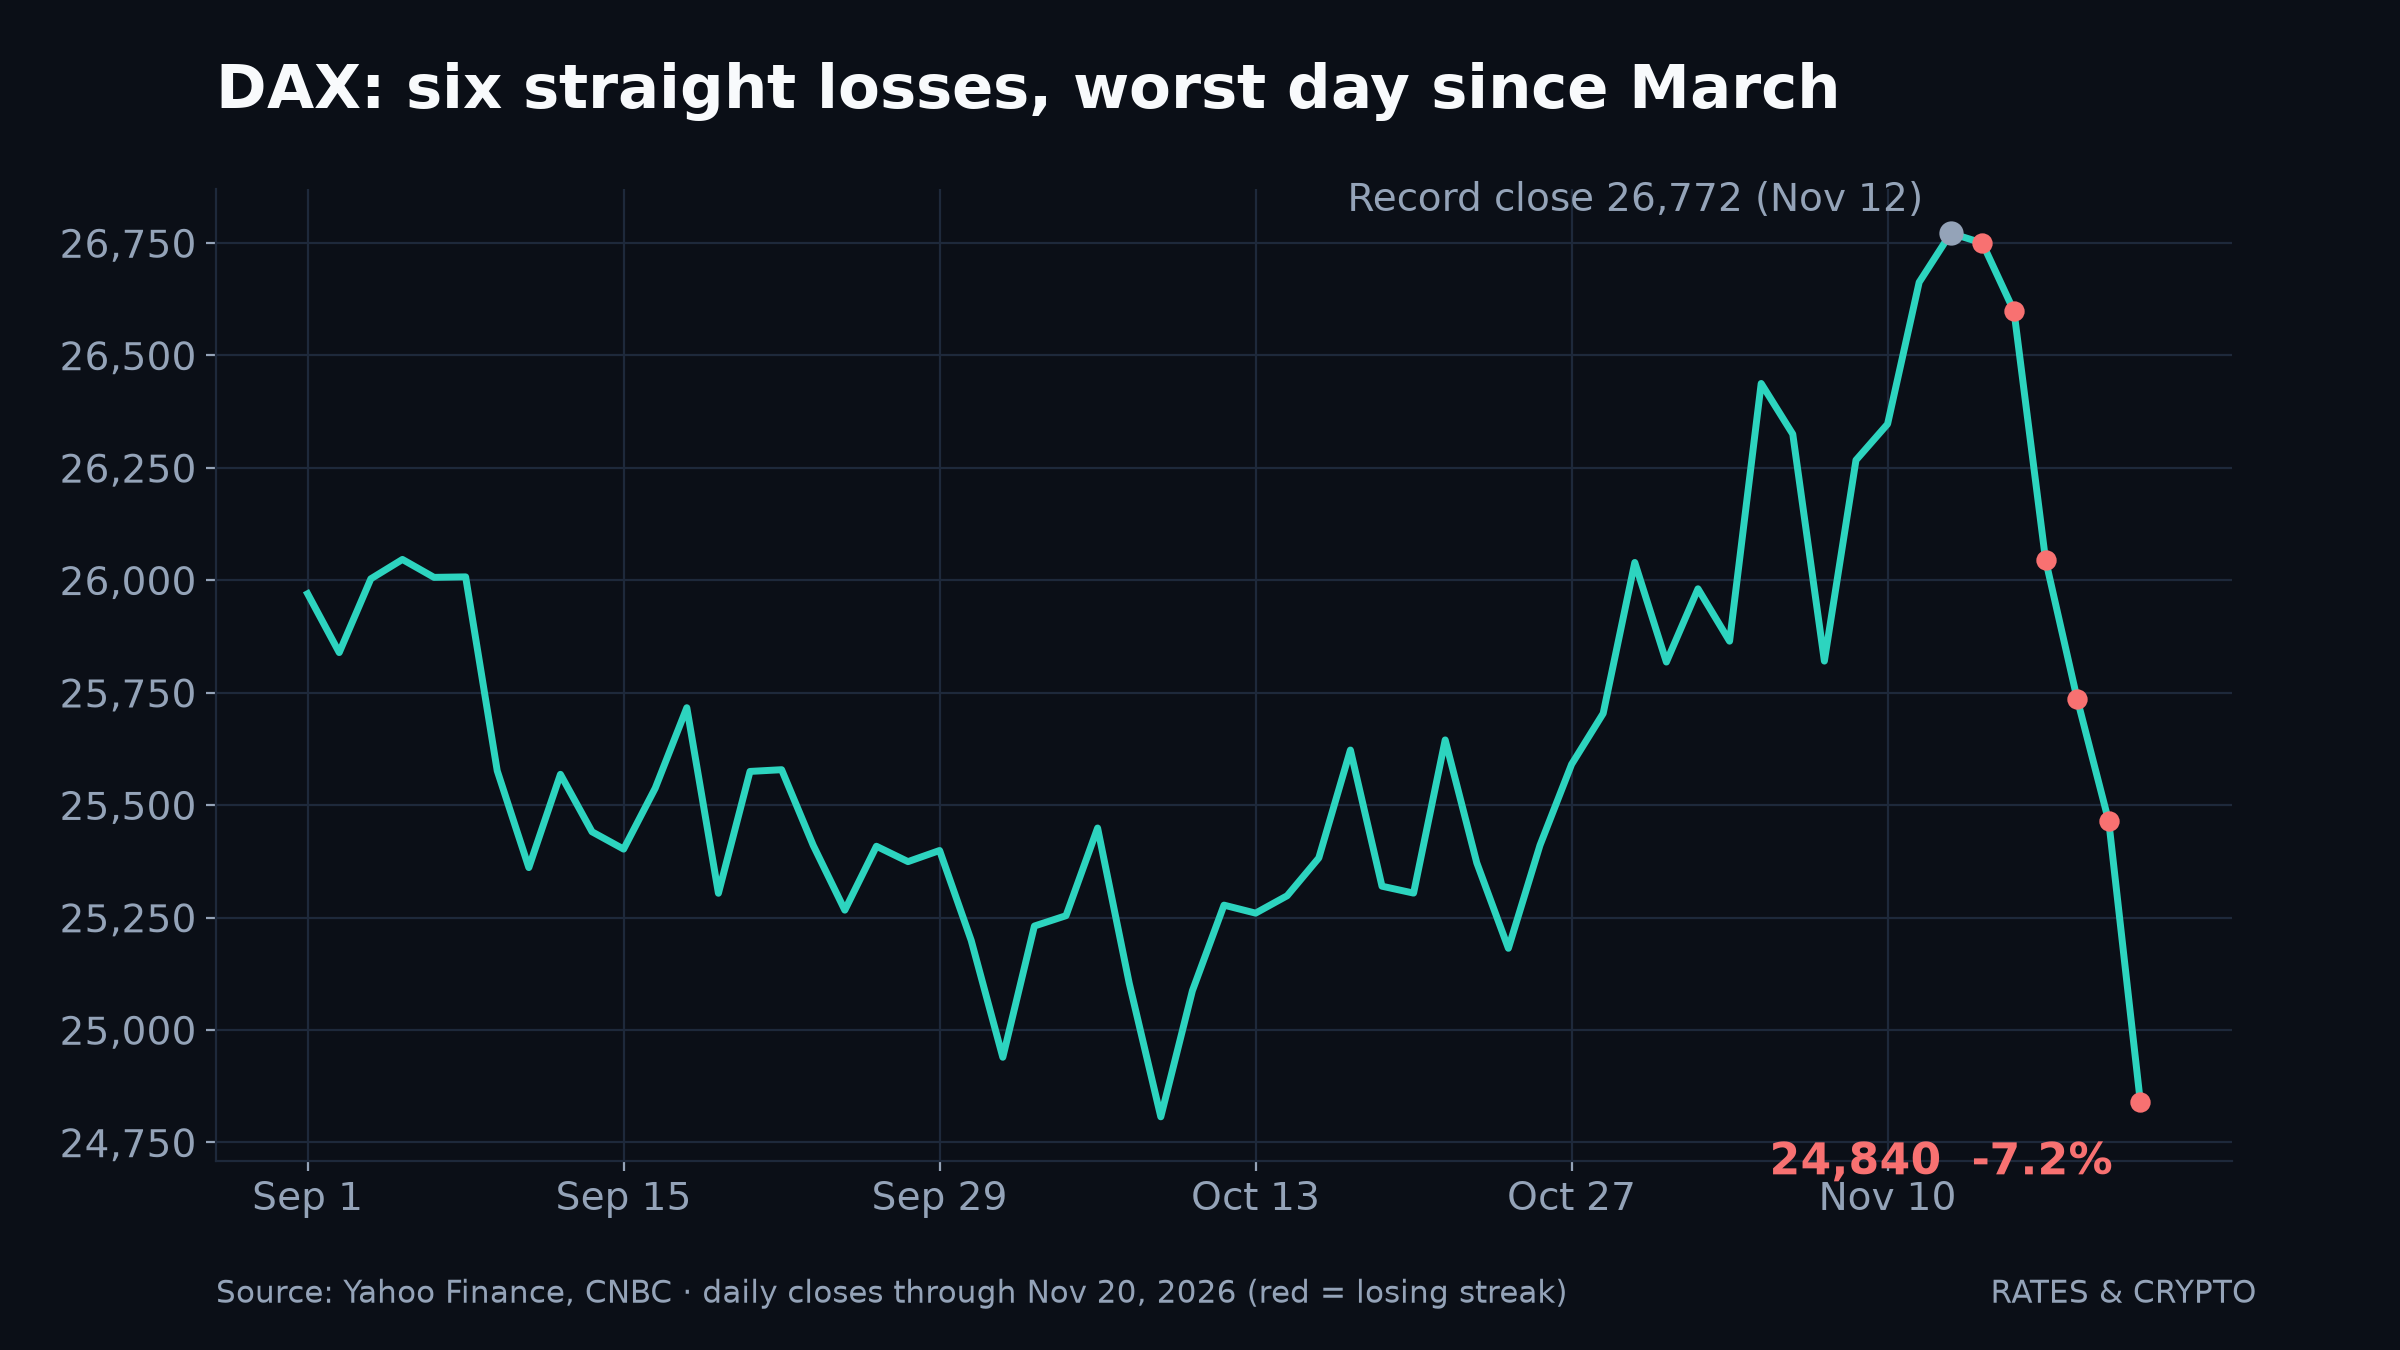 DAX: six straight losses, worst day since March
Record close 26,772 (Nov 12)
26,750
26,500
26,250
26,000
25,750
25,500
25,250
25,000
24,750
24,840 -7.2%
Sep 1 Sep 15 Sep 29 Oct 13 Oct 27 Nov 10
Source: Yahoo Finance, CNBC · daily closes through Nov 20, 2026 (red = losing streak)
RATES & CRYPTO